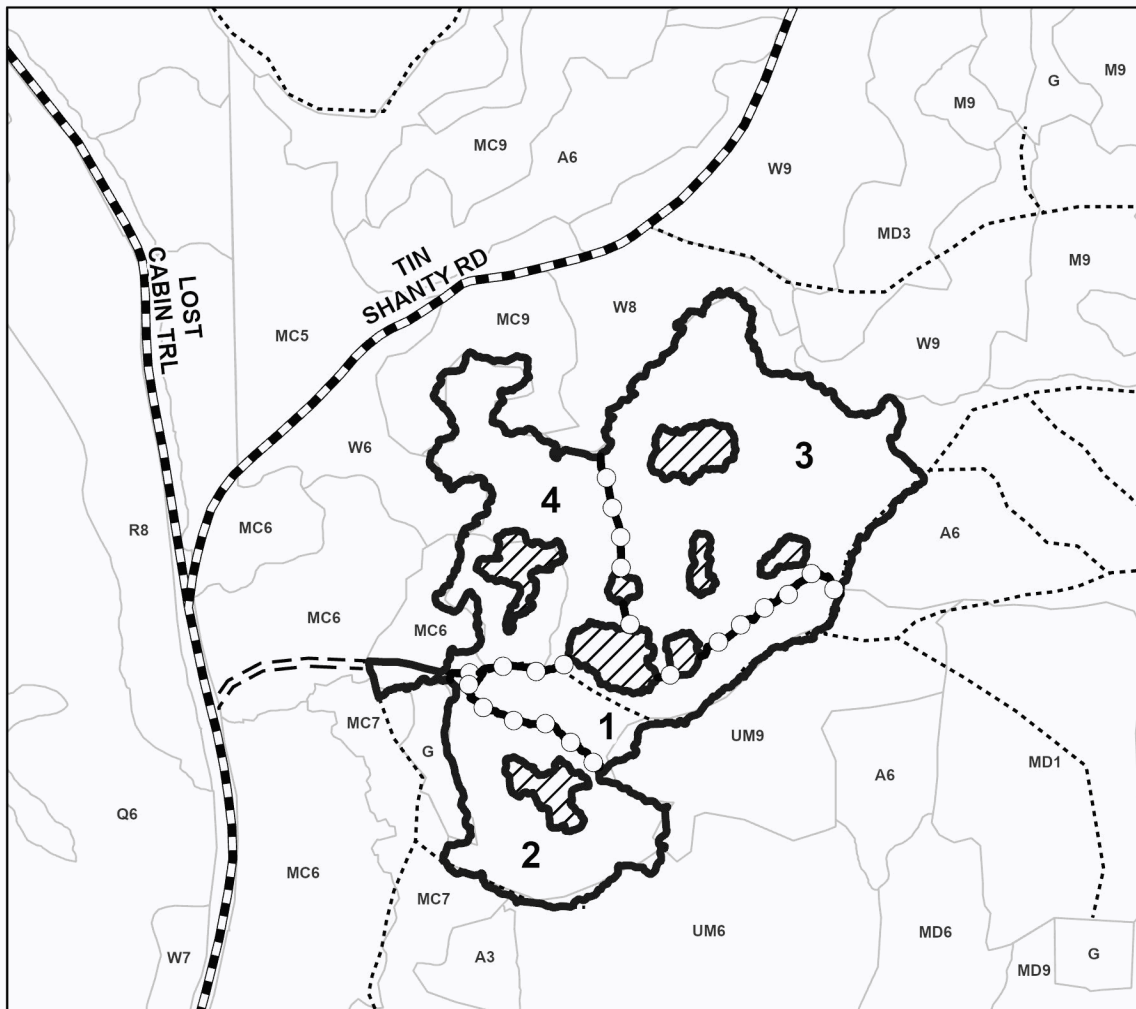 M9
G
M9
MC9
A6
W9
MD3
M9
LOST
CABIN TRL
TIN
SHANTY RD
MC9
W8
MC5
W9
W6
3
4
R8
MC6
A6
MC6
MC6
MC7
G
1
UM9
A6
MD1
Q6
2
MC6
MC7
UM6
MD6
W7
A3
MD9
G